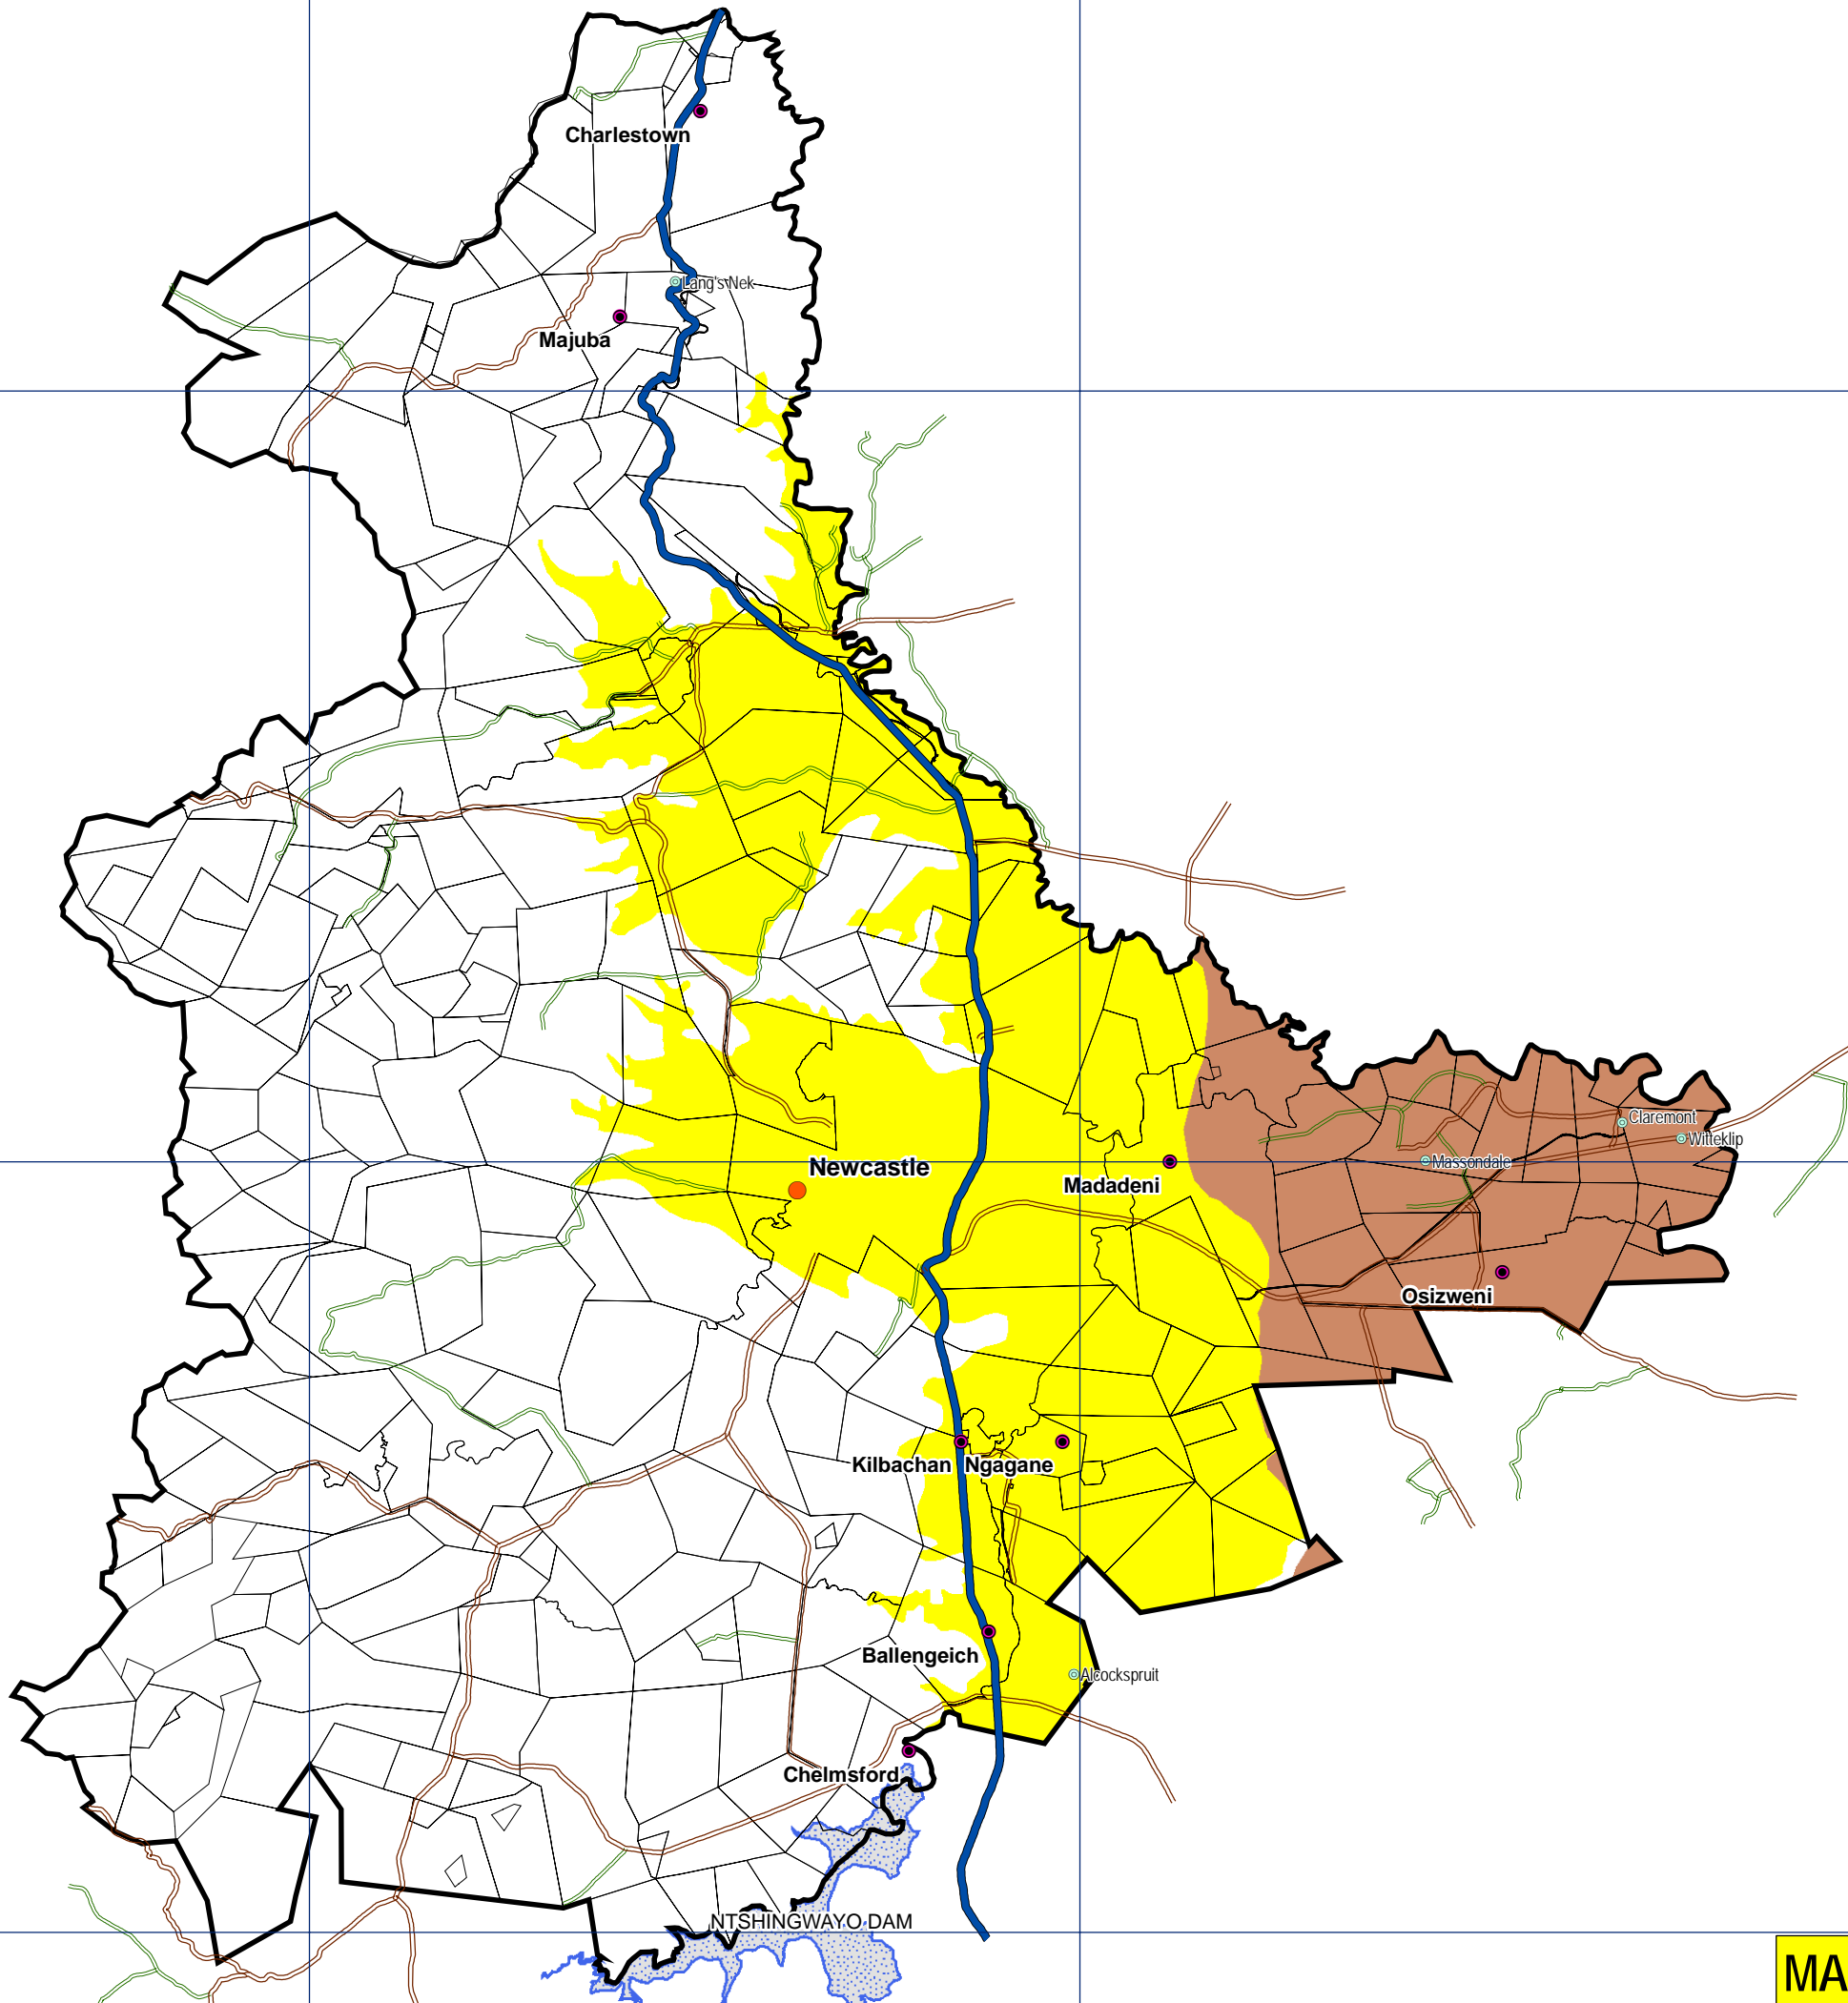 Charlestown
Lang's Nek
Majuba
Claremont
Witteklip
Massondale
Newcastle
Madadeni
Osizweni
Kilbachan
Ngagane
Ballengeich
Alcockspruit
Chelmsford
NTSHINGWAYO DAM
MA